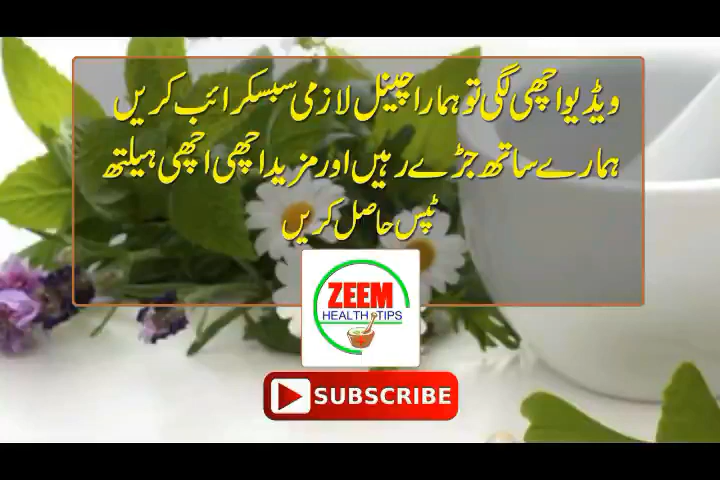 ویڈیو اچھی لگی تو ہمارا چینل لازمی سبسکرائب کریں
ہمارے ساتھ جڑے رہیں اور مزید اچھی اچھی ہیلتھ
ٹپس حاصل کریں
ZEEM
HEALTH TIPS
SUBSCRIBE